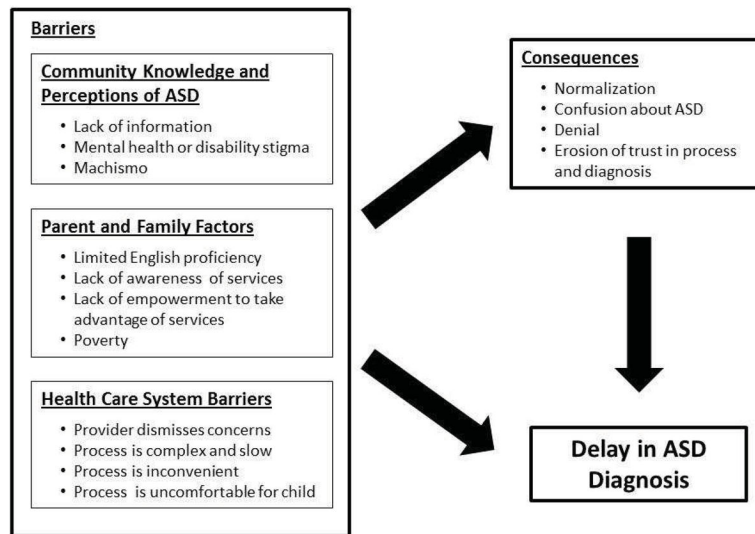 Barriers
Community Knowledge and
Perceptions of ASD
• Lack of information
• Mental health or disability stigma
• Machismo
Parent and Family Factors
• Limited English proficiency
• Lack of awareness of services
• Lack of empowerment to take
advantage of services
• Poverty
Health Care System Barriers
• Provider dismisses concerns
• Process is complex and slow
• Process is inconvenient
• Process is uncomfortable for child
Consequences
• Normalization
• Confusion about ASD
• Denial
• Erosion of trust in process
and diagnosis
Delay in ASD
Diagnosis